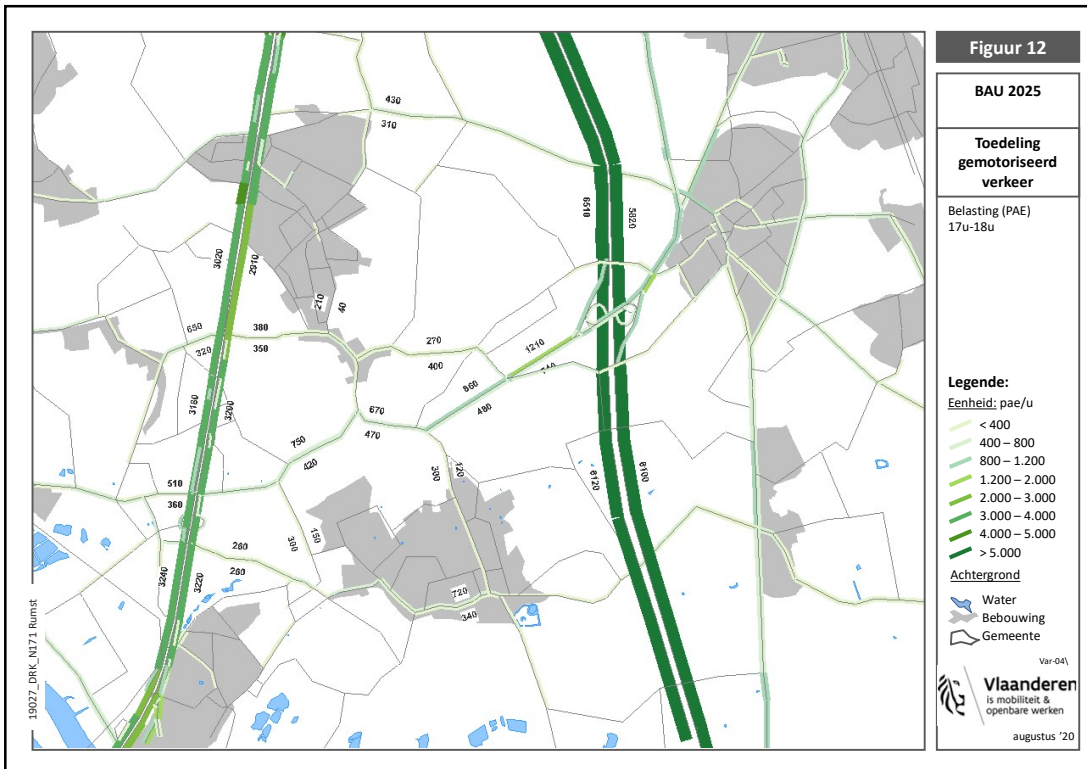 430
310
6510
5820
3020
2910
210
40
650
380
320
350
270
400
1210
860
480
3180
3200
670
470
750
420
510
360
300
120
6120
6100
150
300
260
260
3240
3220
720
340
19027_DRK_N171 Rumst
Figuur 12
BAU 2025
Toedeling
gemotoriseerd
verkeer
Belasting (PAE)
17u-18u
Legende:
Eenheid: pae/u
< 400
400 – 800
800 – 1.200
1.200 – 2.000
2.000 – 3.000
3.000 – 4.000
4.000 – 5.000
> 5.000
Achtergrond
Water
Bebouwing
Gemeente
Var-04\
Vlaanderen
is mobiliteit &
openbare werken
augustus '20